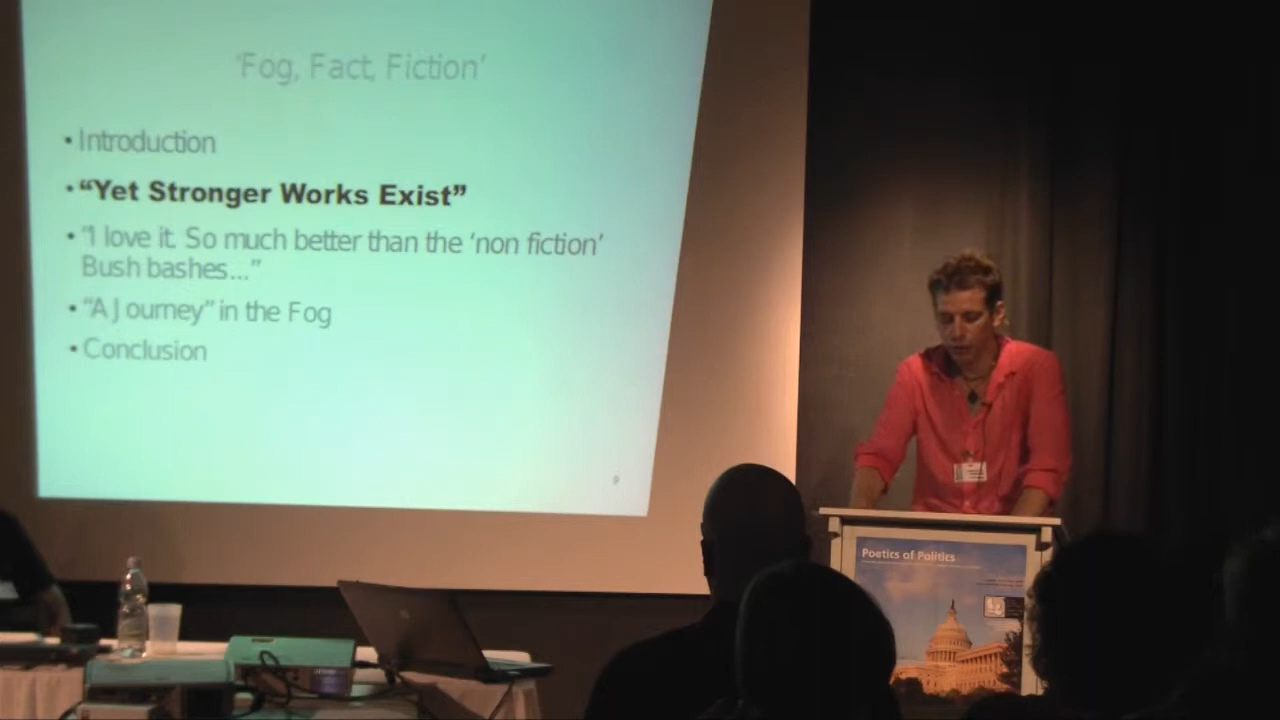 'Fog, Fact, Fiction'
• Introduction
• “Yet Stronger Works Exist”
• “I love it. So much better than the ‘non fiction’
Bush bashes...”
• “A Journey” in the Fog
• Conclusion
9
Poetics of Politics